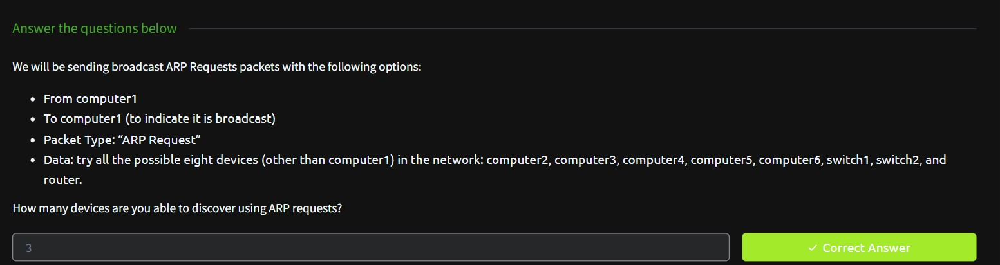 Answer the questions below
We will be sending broadcast ARP Requests packets with the following options:
• From computer1
• To computer1 (to indicate it is broadcast)
• Packet Type: “ARP Request”
• Data: try all the possible eight devices (other than computer1) in the network: computer2, computer3, computer4, computer5, computer6, switch1, switch2, and
router.
How many devices are you able to discover using ARP requests?
3
✓ Correct Answer